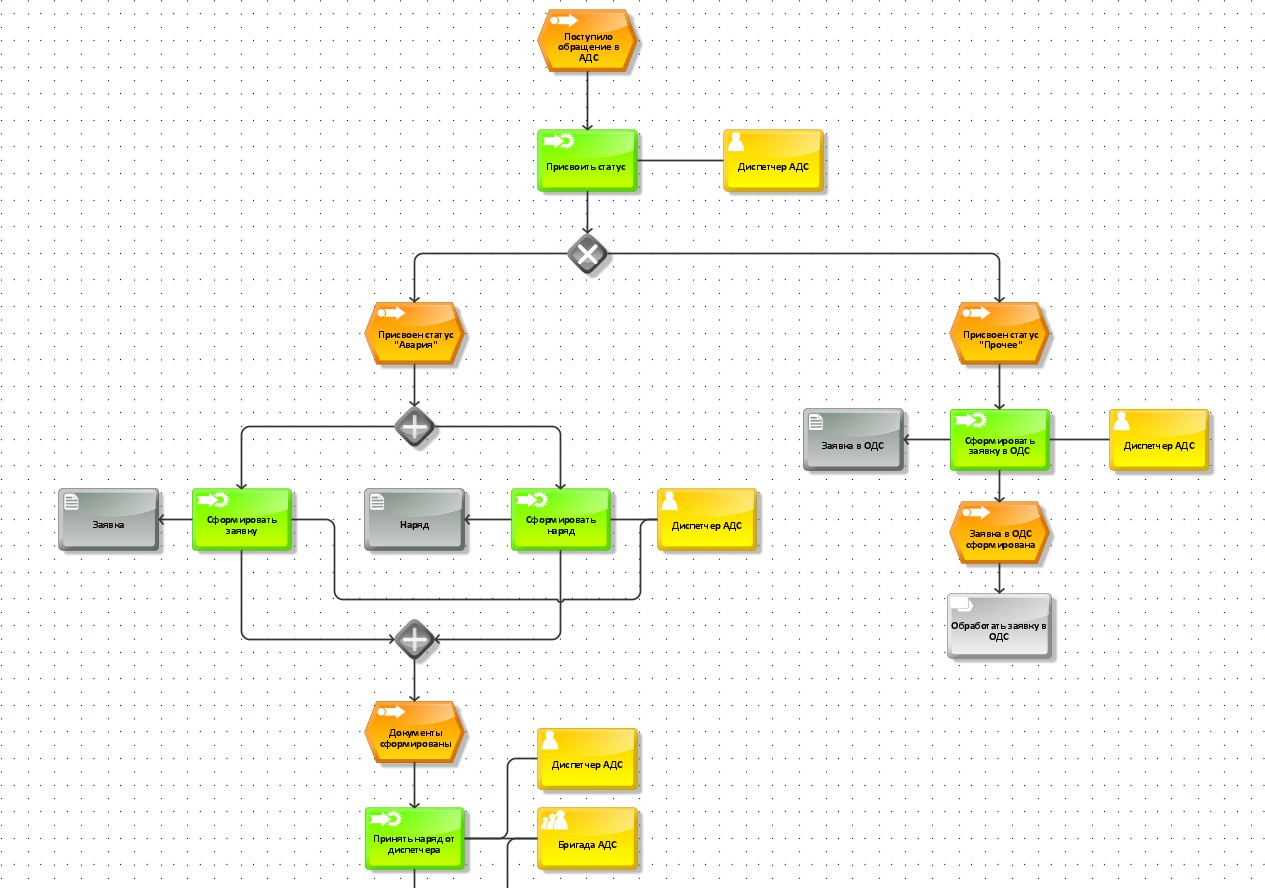 Поступило
обращение в
АДС
Присвоить статус
Диспетчер АДС
Присвоен статус
"Авария"
Присвоен статус
"Прочее"
Заявка в ОДС
Сформировать
заявку в ОДС
Диспетчер АДС
Заявка
Сформировать
заявку
Наряд
Сформировать
наряд
Диспетчер АДС
Заявка в ОДС
сформирована
Обработать заявку в
ОДС
Документы
сформированы
Диспетчер АДС
Принять наряд от
диспетчера
Бригада АДС